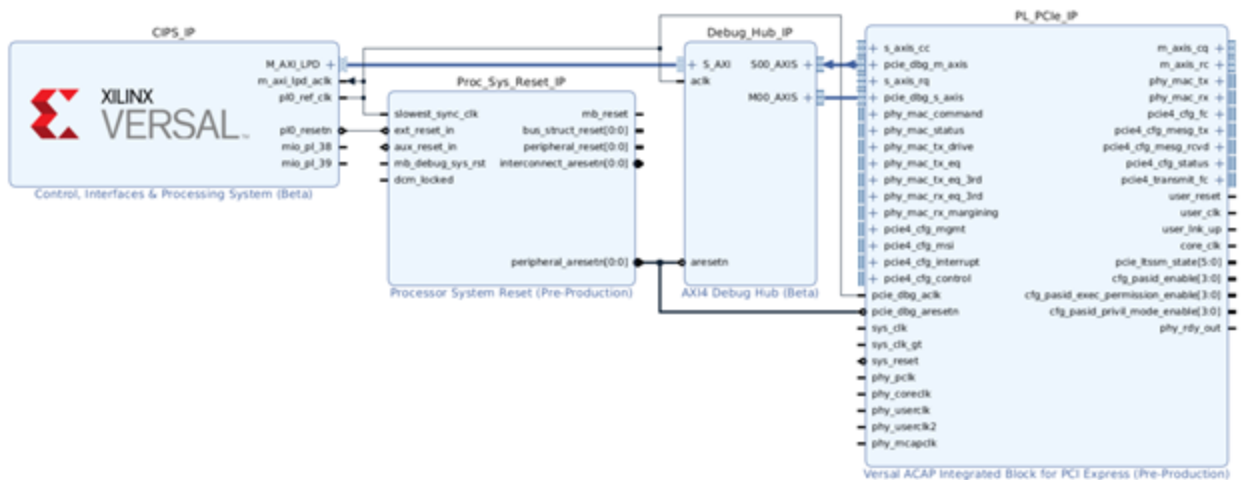 CIPS_IP
M_AXI_LPD
m_axi_lpd_aclk
pl0_ref_clk
pl0_resetn
mio_pl_38
mio_pl_39
XILINX
VERSAL™
Control, Interfaces & Processing System (Beta)
Proc_Sys_Reset_IP
slowest_sync_clk
ext_reset_in
aux_reset_in
mb_debug_sys_rst
dcm_locked
mb_reset
bus_struct_reset[0:0]
peripheral_reset[0:0]
interconnect_aresetn[0:0]
peripheral_aresetn[0:0]
Processor System Reset (Pre-Production)
Debug_Hub_IP
S_AXI
aclk
aresetn
S00_AXIS
M00_AXIS
AXI4 Debug Hub (Beta)
PL_PCIe_IP
s_axis_cc
pcie_dbg_m_axis
s_axis_rq
pcie_dbg_s_axis
phy_mac_command
phy_mac_status
phy_mac_tx_drive
phy_mac_tx_eq
phy_mac_tx_eq_3rd
phy_mac_rx_eq_3rd
phy_mac_rx_margining
pcie4_cfg_mgmt
pcie4_cfg_msi
pcie4_cfg_interrupt
pcie4_cfg_control
pcie_dbg_aclk
pcie_dbg_aresetn
sys_clk
sys_clk_gt
sys_reset
phy_pclk
phy_coreclk
phy_userclk
phy_userclk2
phy_mcapclk
m_axis_cq
m_axis_rc
phy_mac_tx
phy_mac_rx
pcie4_cfg_fc
pcie4_cfg_mesg_tx
pcie4_cfg_mesg_rcvd
pcie4_cfg_status
pcie4_transmit_fc
user_reset
user_clk
user_lnk_up
core_clk
pcie_ltssm_state[5:0]
cfg_pasid_enable[3:0]
cfg_pasid_exec_permission_enable[3:0]
cfg_pasid_privil_mode_enable[3:0]
phy_rdy_out
Versal ACAP Integrated Block for PCI Express (Pre-Production)